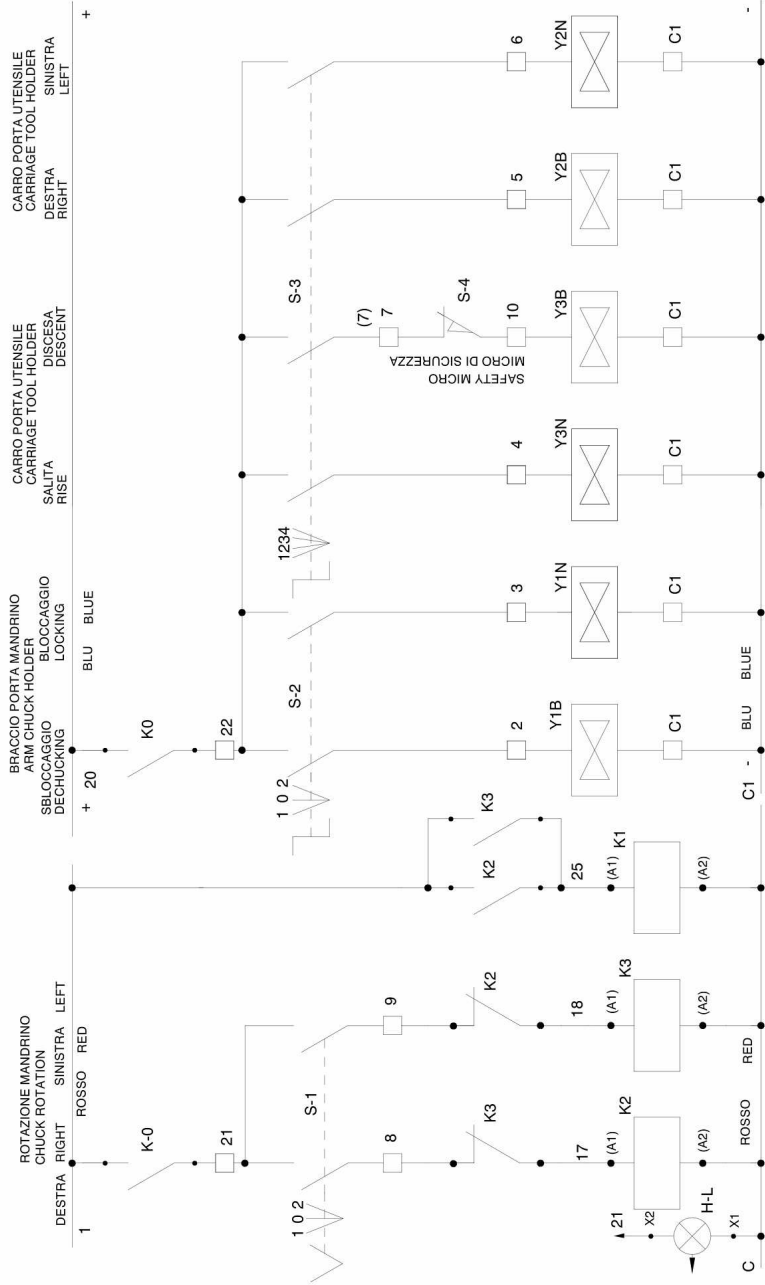 ROTAZIONE MANDRINO
CHUCK ROTATION
DESTRA RIGHT SINISTRA LEFT
1 ROSSO RED
K-0
21
S-1
1 0 2
8
9
K3
K2
17
18
(A1)
(A1)
K2
K3
(A2)
(A2)
21
X2
H-L
X1
C
ROSSO
RED
K2
K3
25
(A1)
K1
(A2)
BRACCIO PORTA MANDRINO
ARM CHUCK HOLDER
SBLOCCAGGIO
DECHUCKING
BLOCCAGGIO
LOCKING
+ 20
BLU BLUE
K0
22
S-2
1 0 2
2
3
Y1B
Y1N
C1
C1
C1 -
BLU
BLUE
CARRO PORTA UTENSILE
CARRIAGE TOOL HOLDER
SALITA
RISE
DISCESA
DESCENT
1234
S-3
(7)
7
S-4
SAFETY MICRO
MICRO DI SICUREZZA
4
10
Y3N
Y3B
C1
C1
CARRO PORTA UTENSILE
CARRIAGE TOOL HOLDER
DESTRA
RIGHT
SINISTRA
LEFT
+
5
6
Y2B
Y2N
C1
C1
-